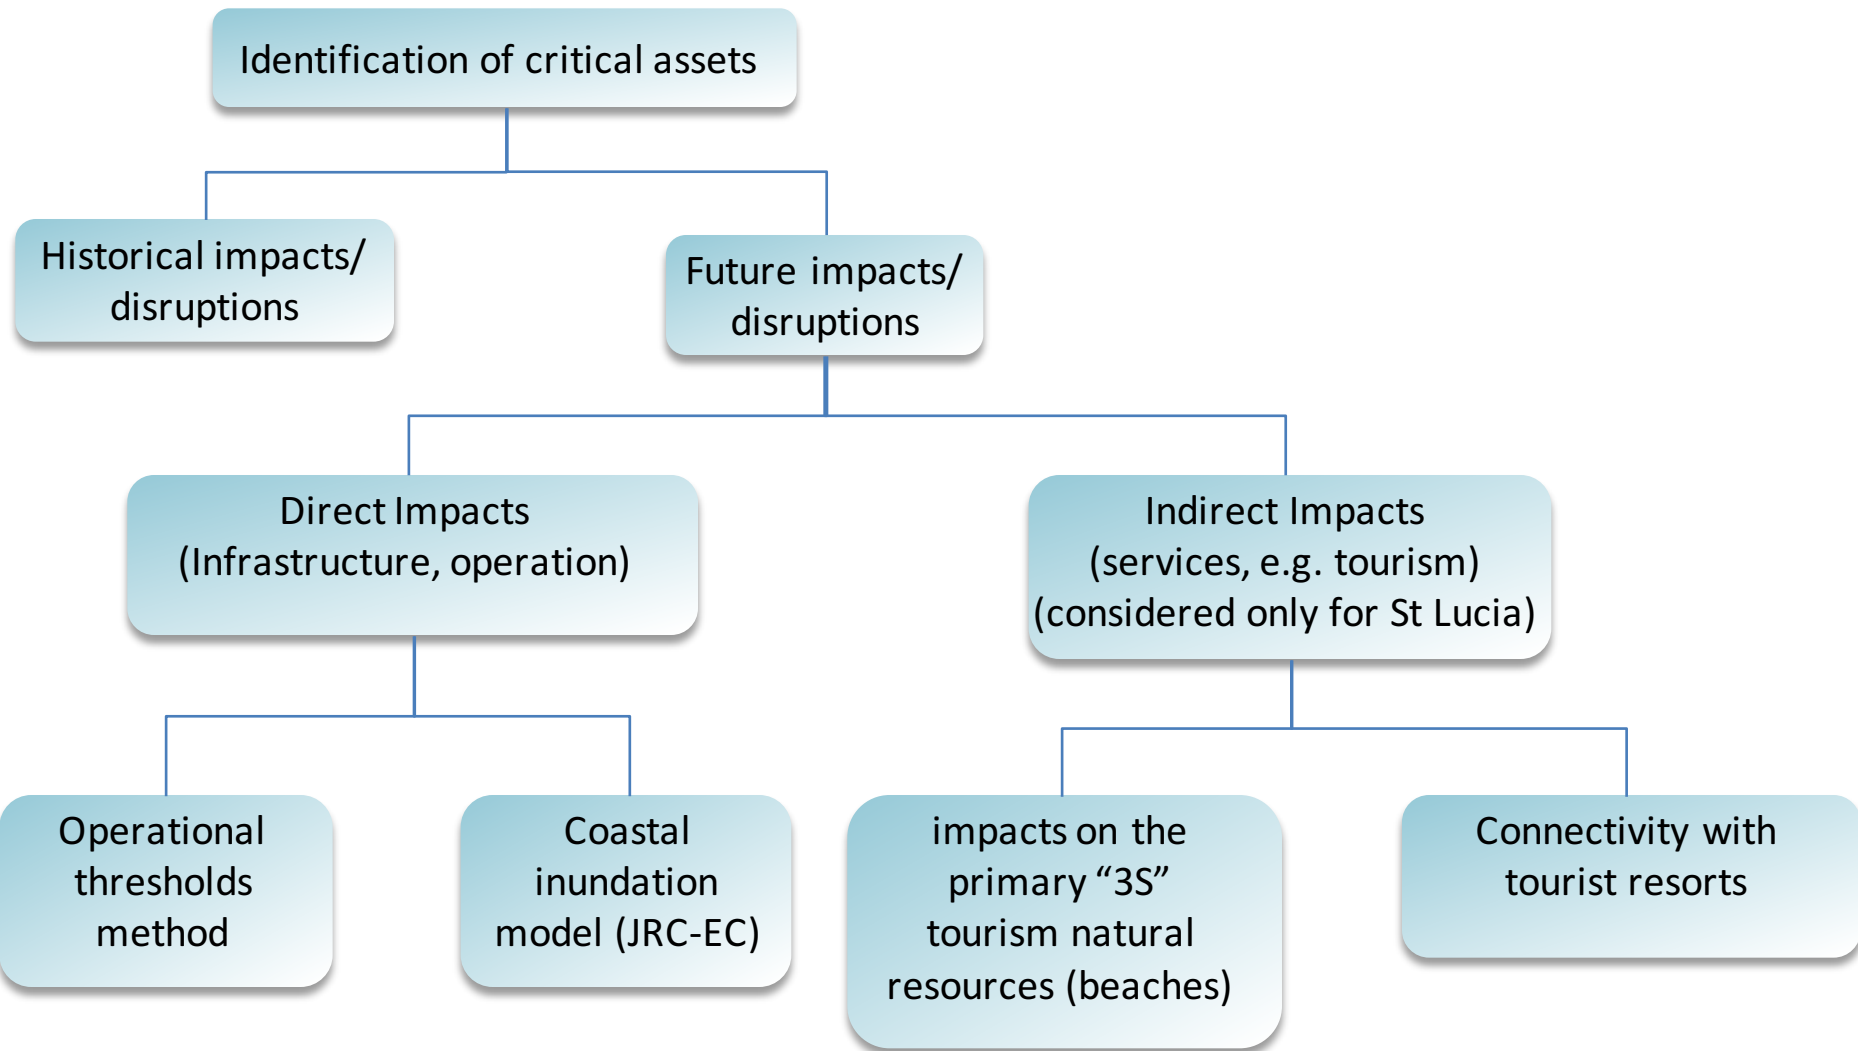 Identification of critical assets
Historical impacts/
disruptions
Future impacts/
disruptions
Direct Impacts
(Infrastructure, operation)
Indirect Impacts
(services, e.g. tourism)
(considered only for St Lucia)
Operational
thresholds
method
Coastal
inundation
model (JRC-EC)
impacts on the
primary “3S”
tourism natural
resources (beaches)
Connectivity with
tourist resorts